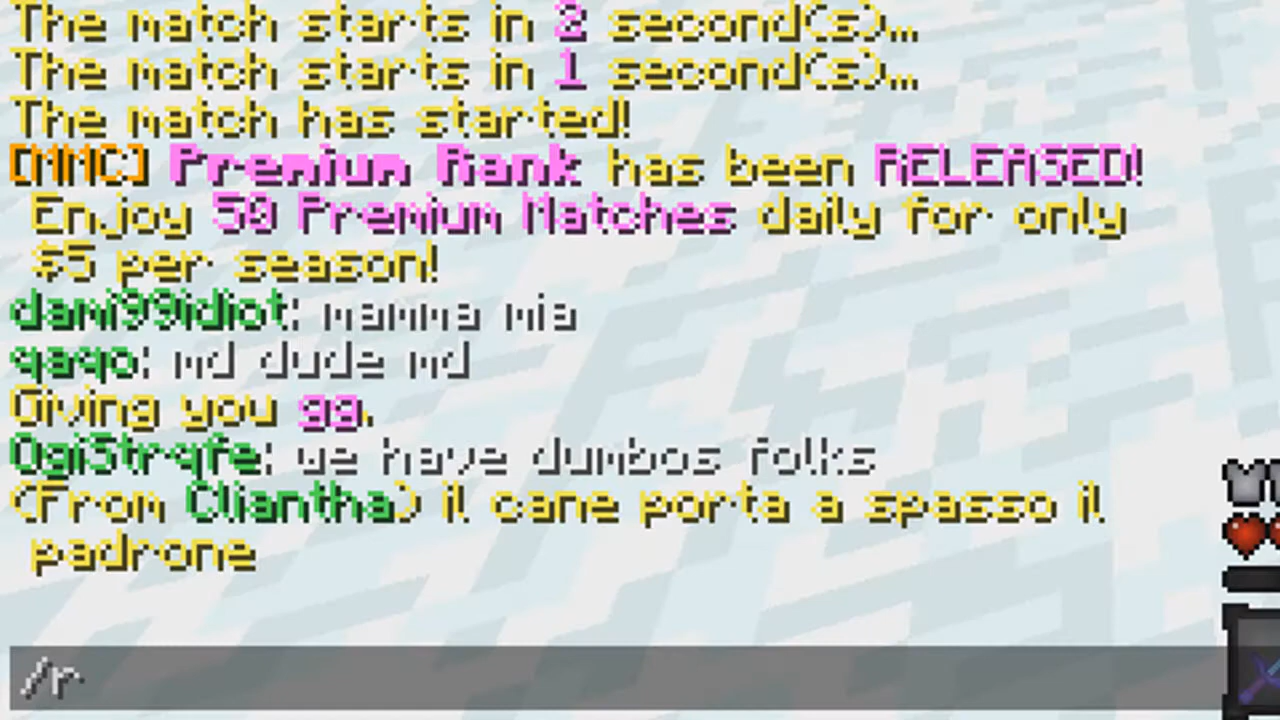 The match starts in 2 second(s)...
The match starts in 1 second(s)...
The match has started!
[MMC] Premium Rank has been RELEASED!
Enjoy 50 Premium Matches daily for only
$5 per season!
dami99idiot: mamma mia
qaqo: md dude md
Giving you gg.
OgiStrqfe: we have dumbos folks
(From Cliantha) il cane porta a spasso il
padrone
/r